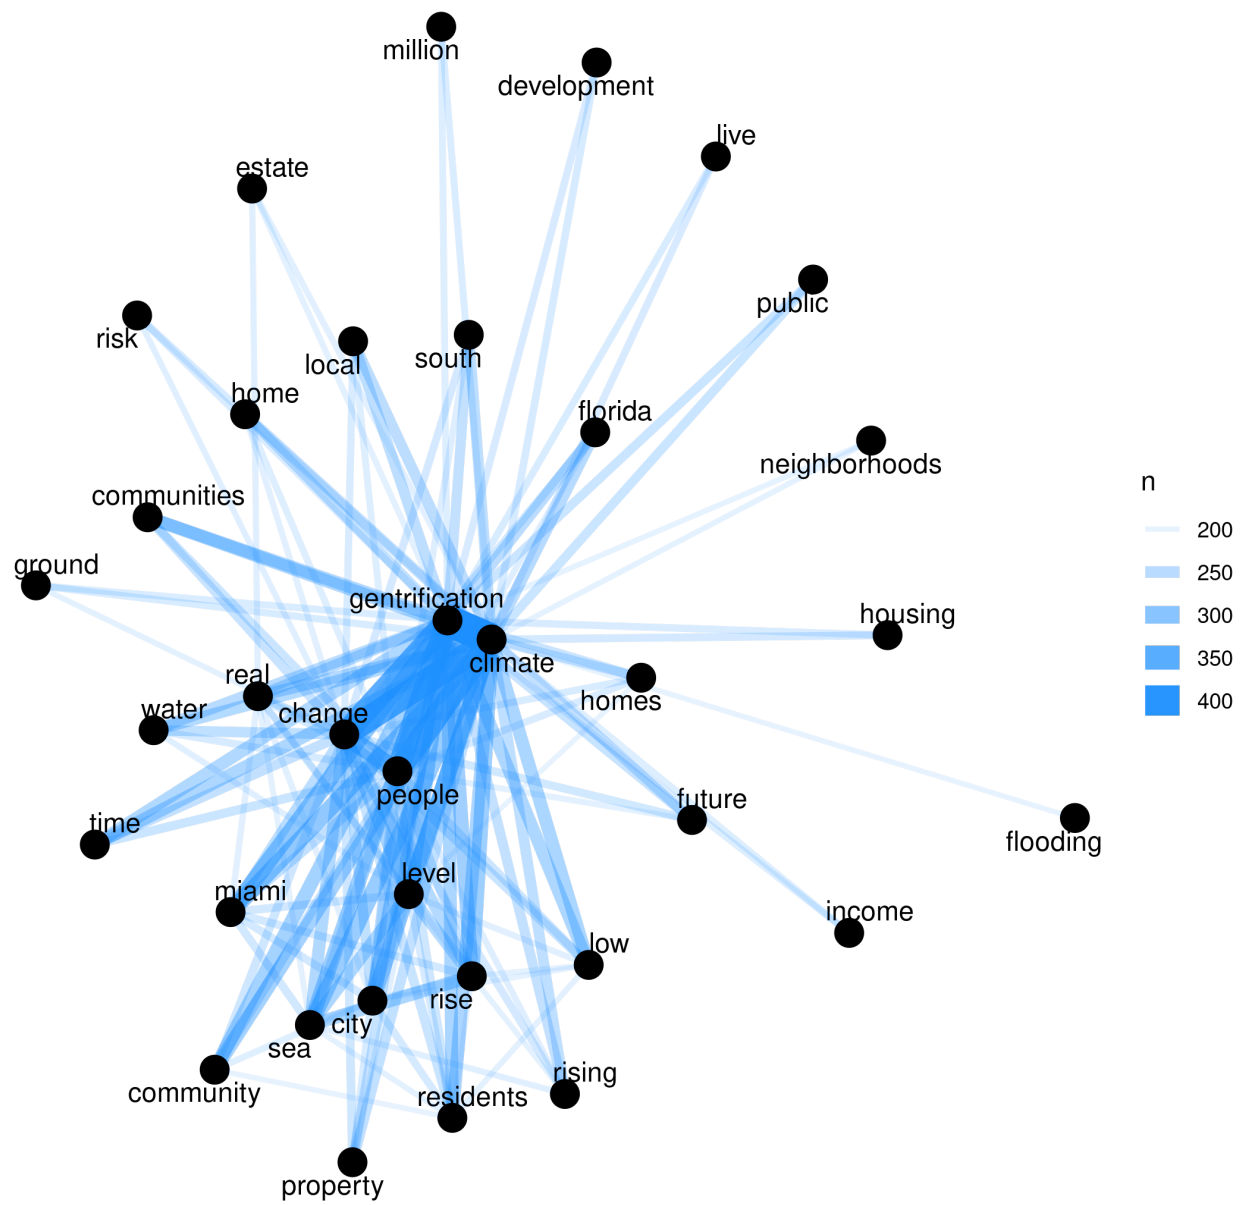 million
development
live
estate
public
risk
local
south
home
florida
neighborhoods
communities
n
200
ground
250
gentrification
housing
300
climate
350
real
homes
water
change
400
people
future
time
flooding
level
miami
income
low
rise
city
sea
rising
community
residents
property